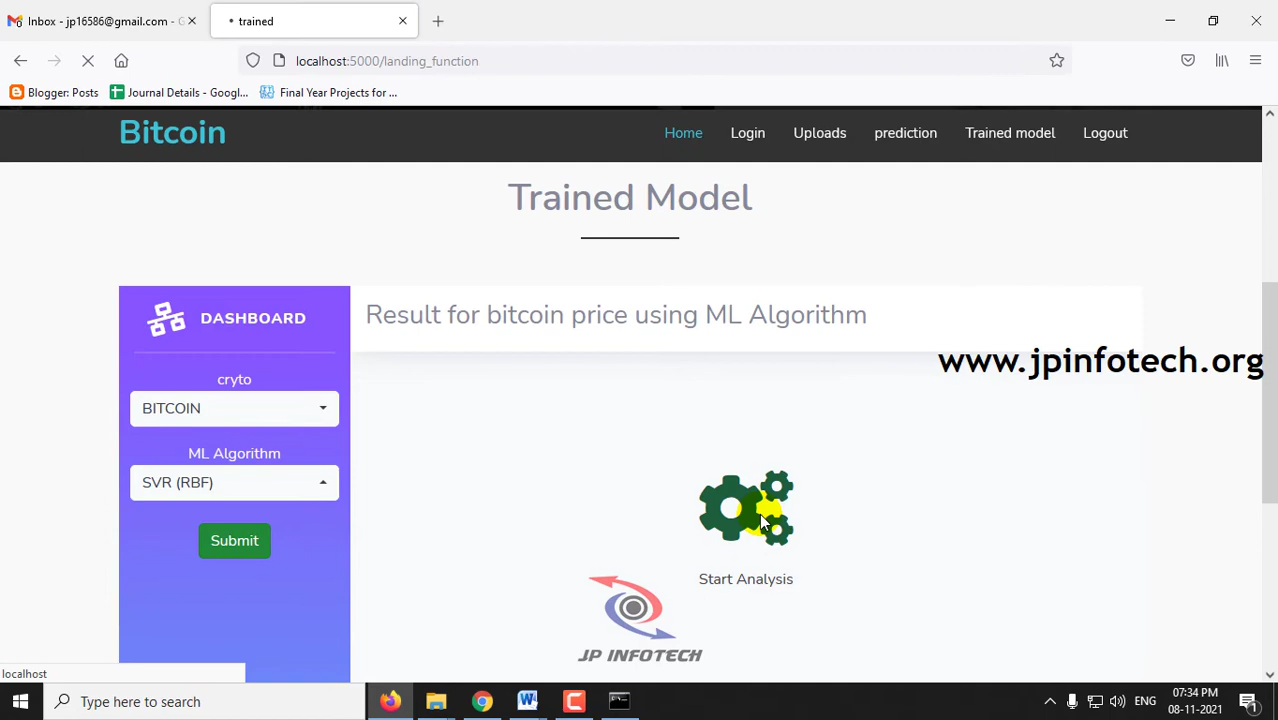 Inbox - jp16586@gmail.com - G
trained
localhost:5000/landing_function
Blogger: Posts
Journal Details - Googl...
Final Year Projects for ...
Bitcoin
Home
Login
Uploads
prediction
Trained model
Logout
Trained Model
DASHBOARD
Result for bitcoin price using ML Algorithm
www.jpinfotech.org
cryto
BITCOIN
ML Algorithm
SVR (RBF)
Submit
Start Analysis
JP INFOTECH
localhost
Type here to search
ENG
07:34 PM
08-11-2021
1